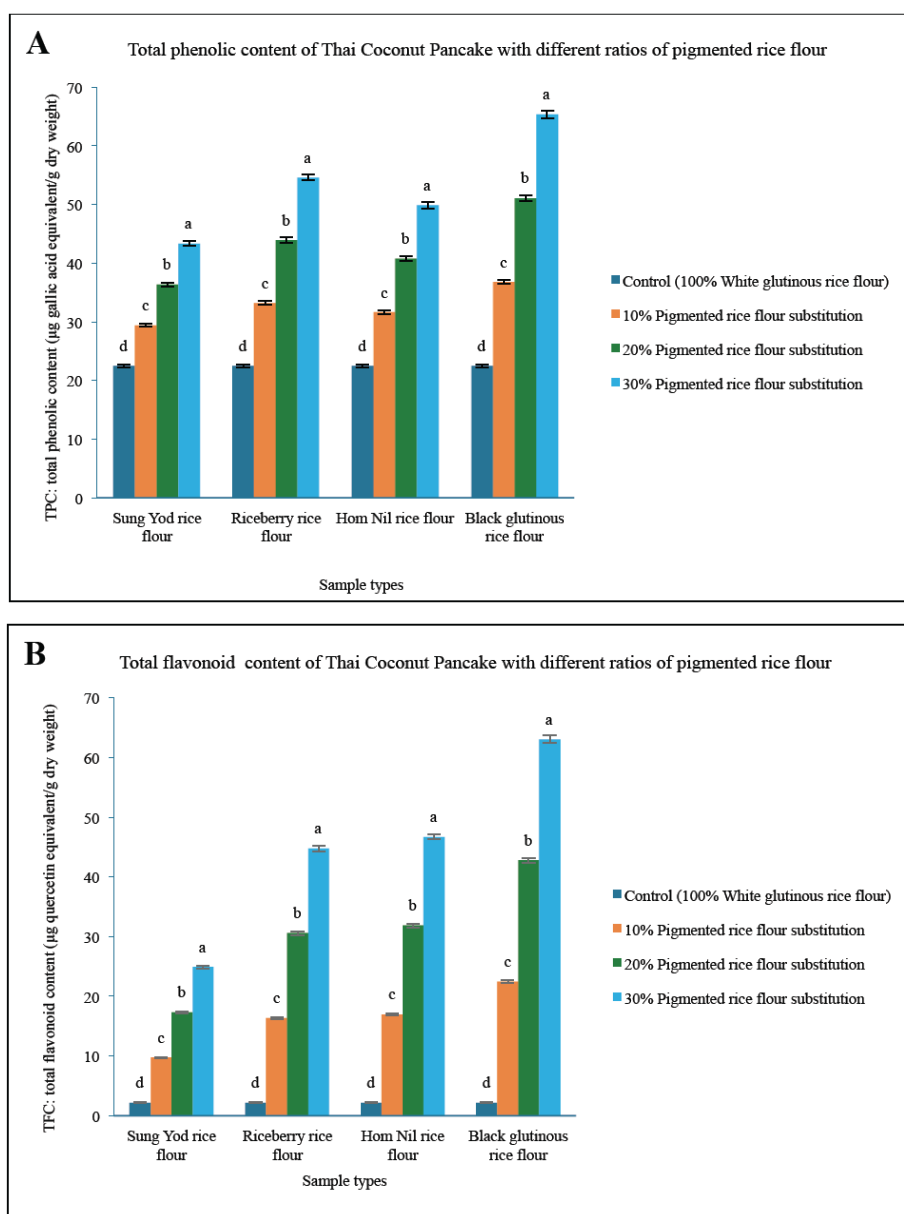 A
Total phenolic content of Thai Coconut Pancake with different ratios of pigmented rice flour
TPC: total phenolic content (µg gallic acid equivalent/g dry weight)
70
60
50
40
30
20
10
0
d
c
b
a
d
c
b
a
d
c
b
a
d
c
b
a
Sung Yod rice
flour
Riceberry rice
flour
Hom Nil rice flour
Black glutinous
rice flour
Sample types
Control (100% White glutinous rice flour)
10% Pigmented rice flour substitution
20% Pigmented rice flour substitution
30% Pigmented rice flour substitution
B
Total flavonoid content of Thai Coconut Pancake with different ratios of pigmented rice flour
TFC: total flavonoid content (µg quercetin equivalent/g dry weight)
70
60
50
40
30
20
10
0
d
c
b
a
d
c
b
a
d
c
b
a
d
c
b
a
Sung Yod rice
flour
Riceberry rice
flour
Hom Nil rice
flour
Black glutinous
rice flour
Sample types
Control (100% White glutinous rice flour)
10% Pigmented rice flour substitution
20% Pigmented rice flour substitution
30% Pigmented rice flour substitution